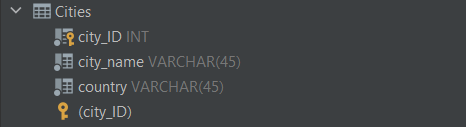 Cities
city_ID INT
city_name VARCHAR(45)
country VARCHAR(45)
(city_ID)